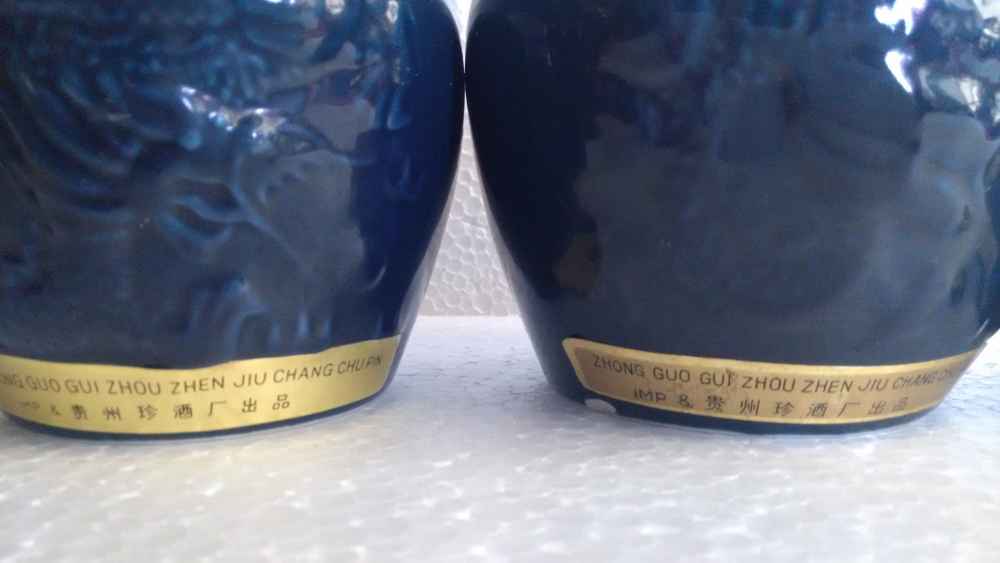 GUO GUI ZHOU ZHEN JIU CHANG CHU PIN
IMP & 贵州珍酒厂出品
ZHONG GUO GUI ZHOU ZHEN JIU CHANG
IMP & 贵州珍酒厂出品